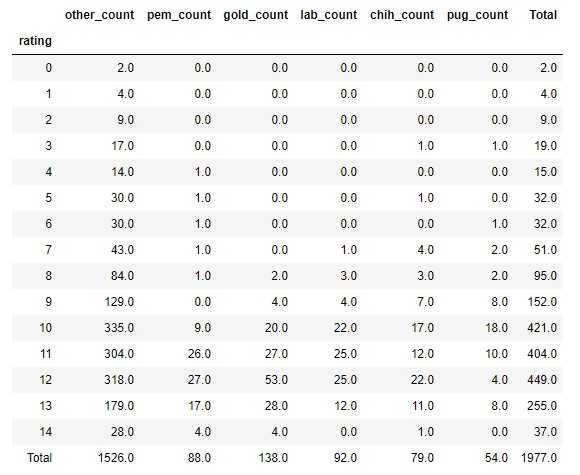 other_count pem_count gold_count lab_count chih_count pug_count Total
rating
0 2.0 0.0 0.0 0.0 0.0 0.0 2.0
1 4.0 0.0 0.0 0.0 0.0 0.0 4.0
2 9.0 0.0 0.0 0.0 0.0 0.0 9.0
3 17.0 0.0 0.0 0.0 1.0 1.0 19.0
4 14.0 1.0 0.0 0.0 0.0 0.0 15.0
5 30.0 1.0 0.0 0.0 1.0 0.0 32.0
6 30.0 1.0 0.0 0.0 0.0 1.0 32.0
7 43.0 1.0 0.0 1.0 4.0 2.0 51.0
8 84.0 1.0 2.0 3.0 3.0 2.0 95.0
9 129.0 0.0 4.0 4.0 7.0 8.0 152.0
10 335.0 9.0 20.0 22.0 17.0 18.0 421.0
11 304.0 26.0 27.0 25.0 12.0 10.0 404.0
12 318.0 27.0 53.0 25.0 22.0 4.0 449.0
13 179.0 17.0 28.0 12.0 11.0 8.0 255.0
14 28.0 4.0 4.0 0.0 1.0 0.0 37.0
Total 1526.0 88.0 138.0 92.0 79.0 54.0 1977.0